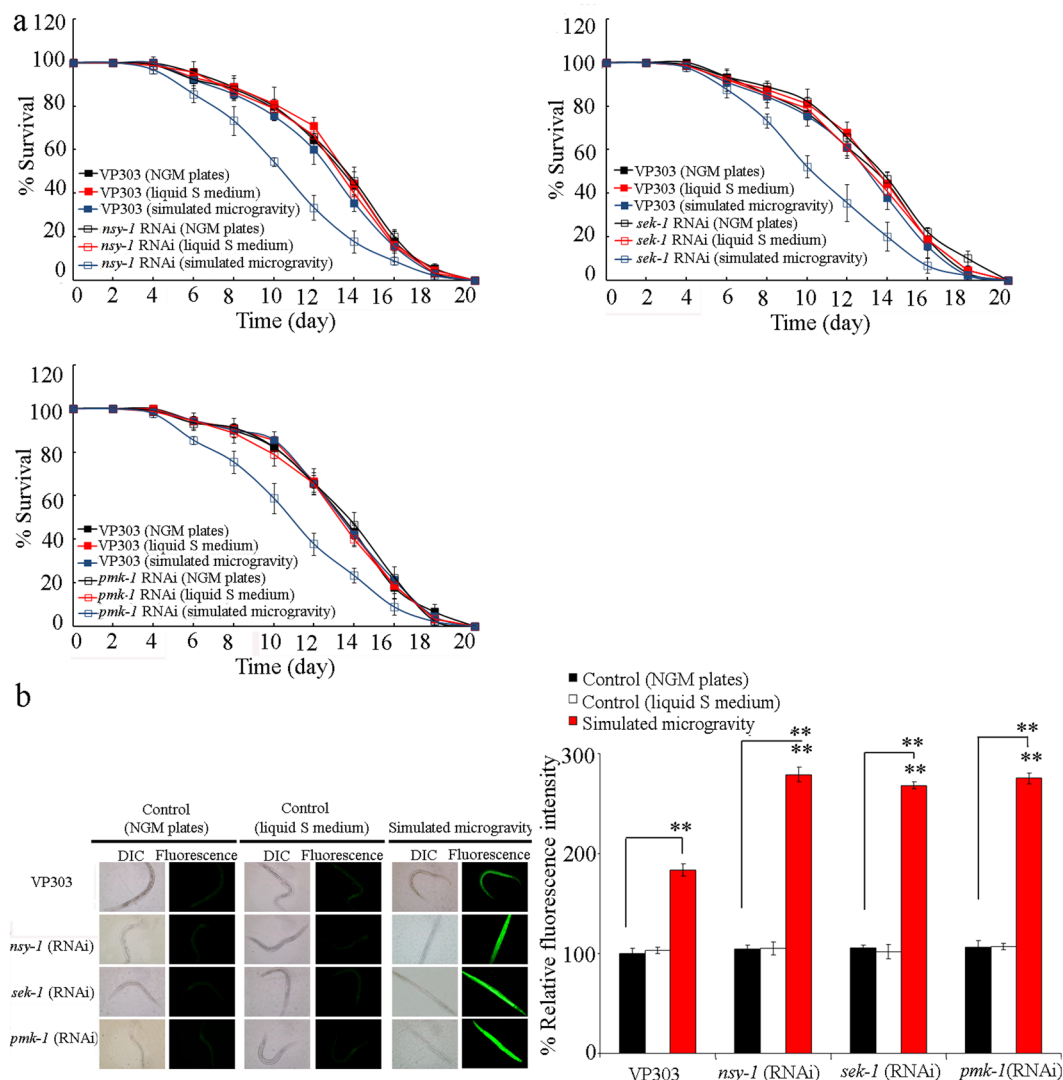 a
120
100
80
60
40
20
0
% Survival
VP303 (NGM plates)
VP303 (liquid S medium)
VP303 (simulated microgravity)
nsy-1 RNAi (NGM plates)
nsy-1 RNAi (liquid S medium)
nsy-1 RNAi (simulated microgravity)
0 2 4 6 8 10 12 14 16 18 20
Time (day)
120
100
80
60
40
20
0
% Survival
VP303 (NGM plates)
VP303 (liquid S medium)
VP303 (simulated microgravity)
sek-1 RNAi (NGM plates)
sek-1 RNAi (liquid S medium)
sek-1 RNAi (simulated microgravity)
0 2 4 6 8 10 12 14 16 18 20
Time (day)
120
100
80
60
40
20
0
% Survival
VP303 (NGM plates)
VP303 (liquid S medium)
VP303 (simulated microgravity)
pmk-1 RNAi (NGM plates)
pmk-1 RNAi (liquid S medium)
pmk-1 RNAi (simulated microgravity)
0 2 4 6 8 10 12 14 16 18 20
Time (day)
b
Control (NGM plates) Control (liquid S medium) Simulated microgravity
DIC Fluorescence DIC Fluorescence DIC Fluorescence
VP303
nsy-1 (RNAi)
sek-1 (RNAi)
pmk-1 (RNAi)
Control (NGM plates)
Control (liquid S medium)
Simulated microgravity
% Relative fluorescence intensity
300
200
100
0
**
**
**
**
**
**
**
VP303 nsy-1 (RNAi) sek-1 (RNAi) pmk-1(RNAi)